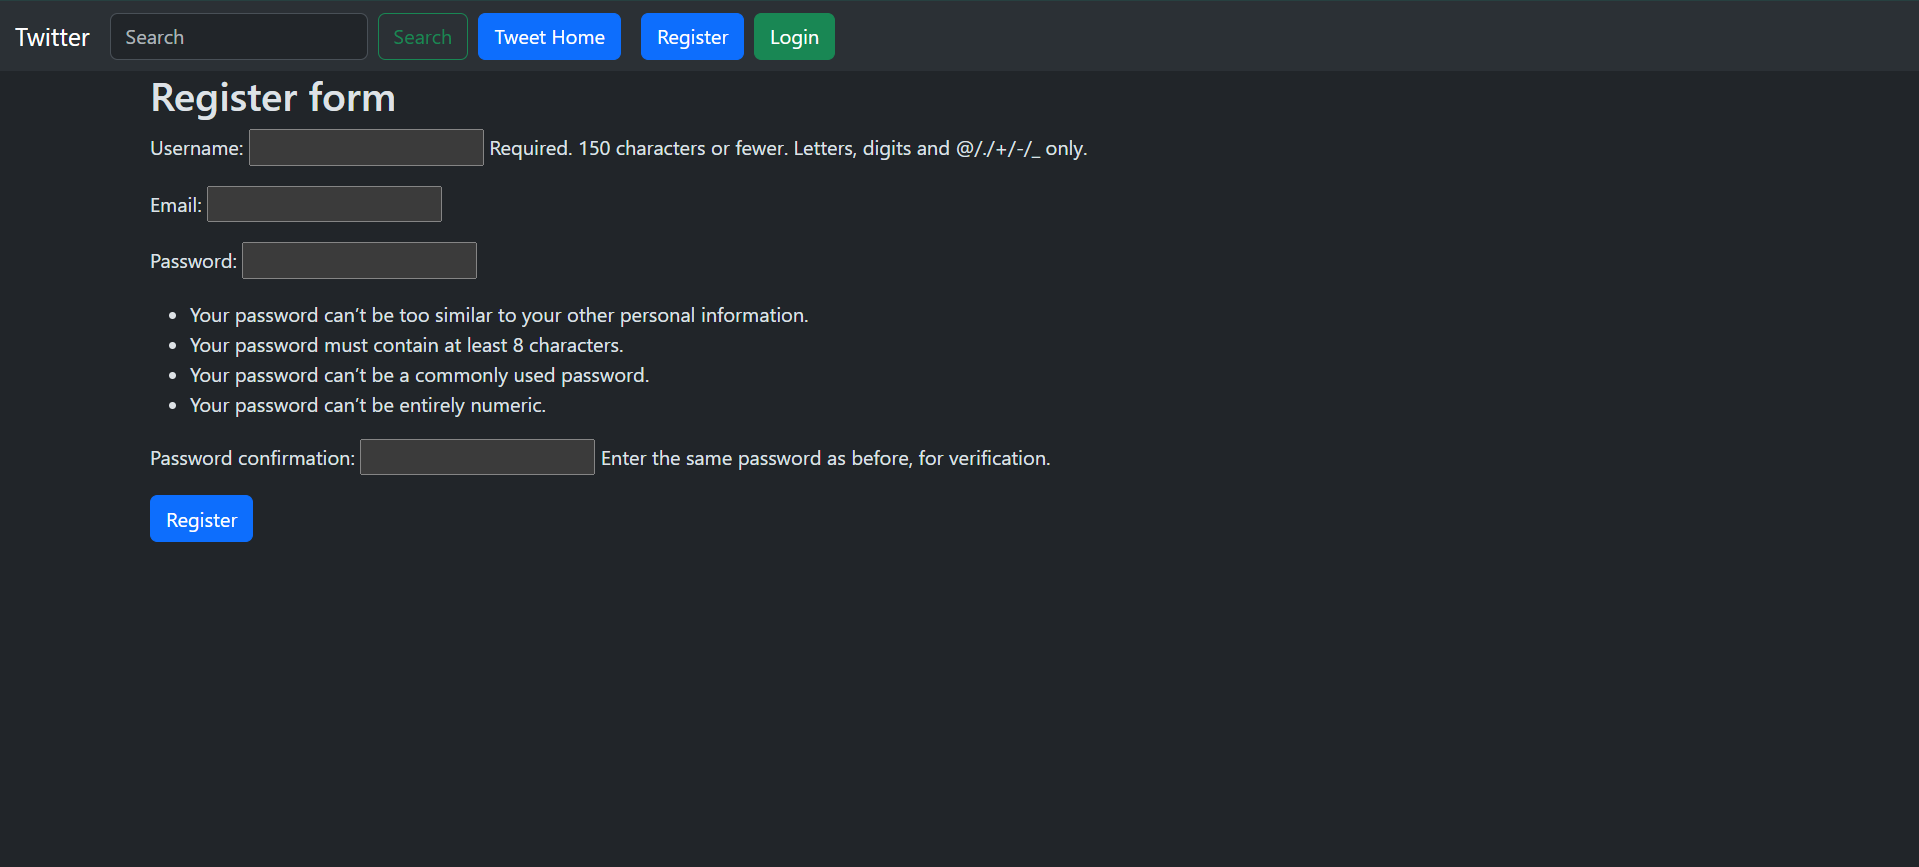 Twitter Search Search Tweet Home Register Login
Register form
Username: Required. 150 characters or fewer. Letters, digits and @/./+/-/_ only.
Email:
Password:
• Your password can’t be too similar to your other personal information.
• Your password must contain at least 8 characters.
• Your password can’t be a commonly used password.
• Your password can’t be entirely numeric.
Password confirmation: Enter the same password as before, for verification.
Register